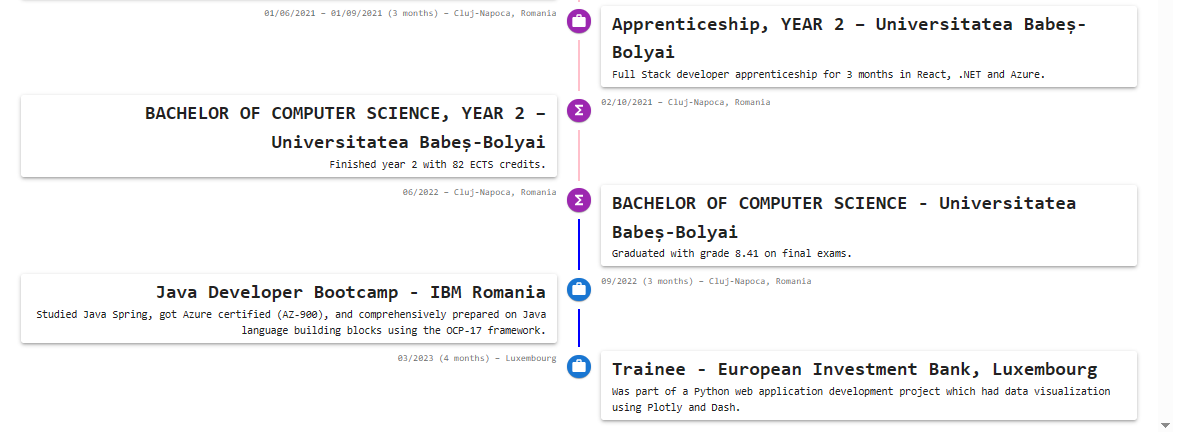 01/06/2021 – 01/09/2021 (3 months) – Cluj-Napoca, Romania
Apprenticeship, YEAR 2 – Universitatea Babeș-
Bolyai
Full Stack developer apprenticeship for 3 months in React, .NET and Azure.
02/10/2021 – Cluj-Napoca, Romania
BACHELOR OF COMPUTER SCIENCE, YEAR 2 –
Universitatea Babeș-Bolyai
Finished year 2 with 82 ECTS credits.
06/2022 – Cluj-Napoca, Romania
BACHELOR OF COMPUTER SCIENCE - Universitatea
Babeș-Bolyai
Graduated with grade 8.41 on final exams.
09/2022 (3 months) – Cluj-Napoca, Romania
Java Developer Bootcamp - IBM Romania
Studied Java Spring, got Azure certified (AZ-900), and comprehensively prepared on Java
language building blocks using the OCP-17 framework.
03/2023 (4 months) – Luxembourg
Trainee - European Investment Bank, Luxembourg
Was part of a Python web application development project which had data visualization
using Plotly and Dash.